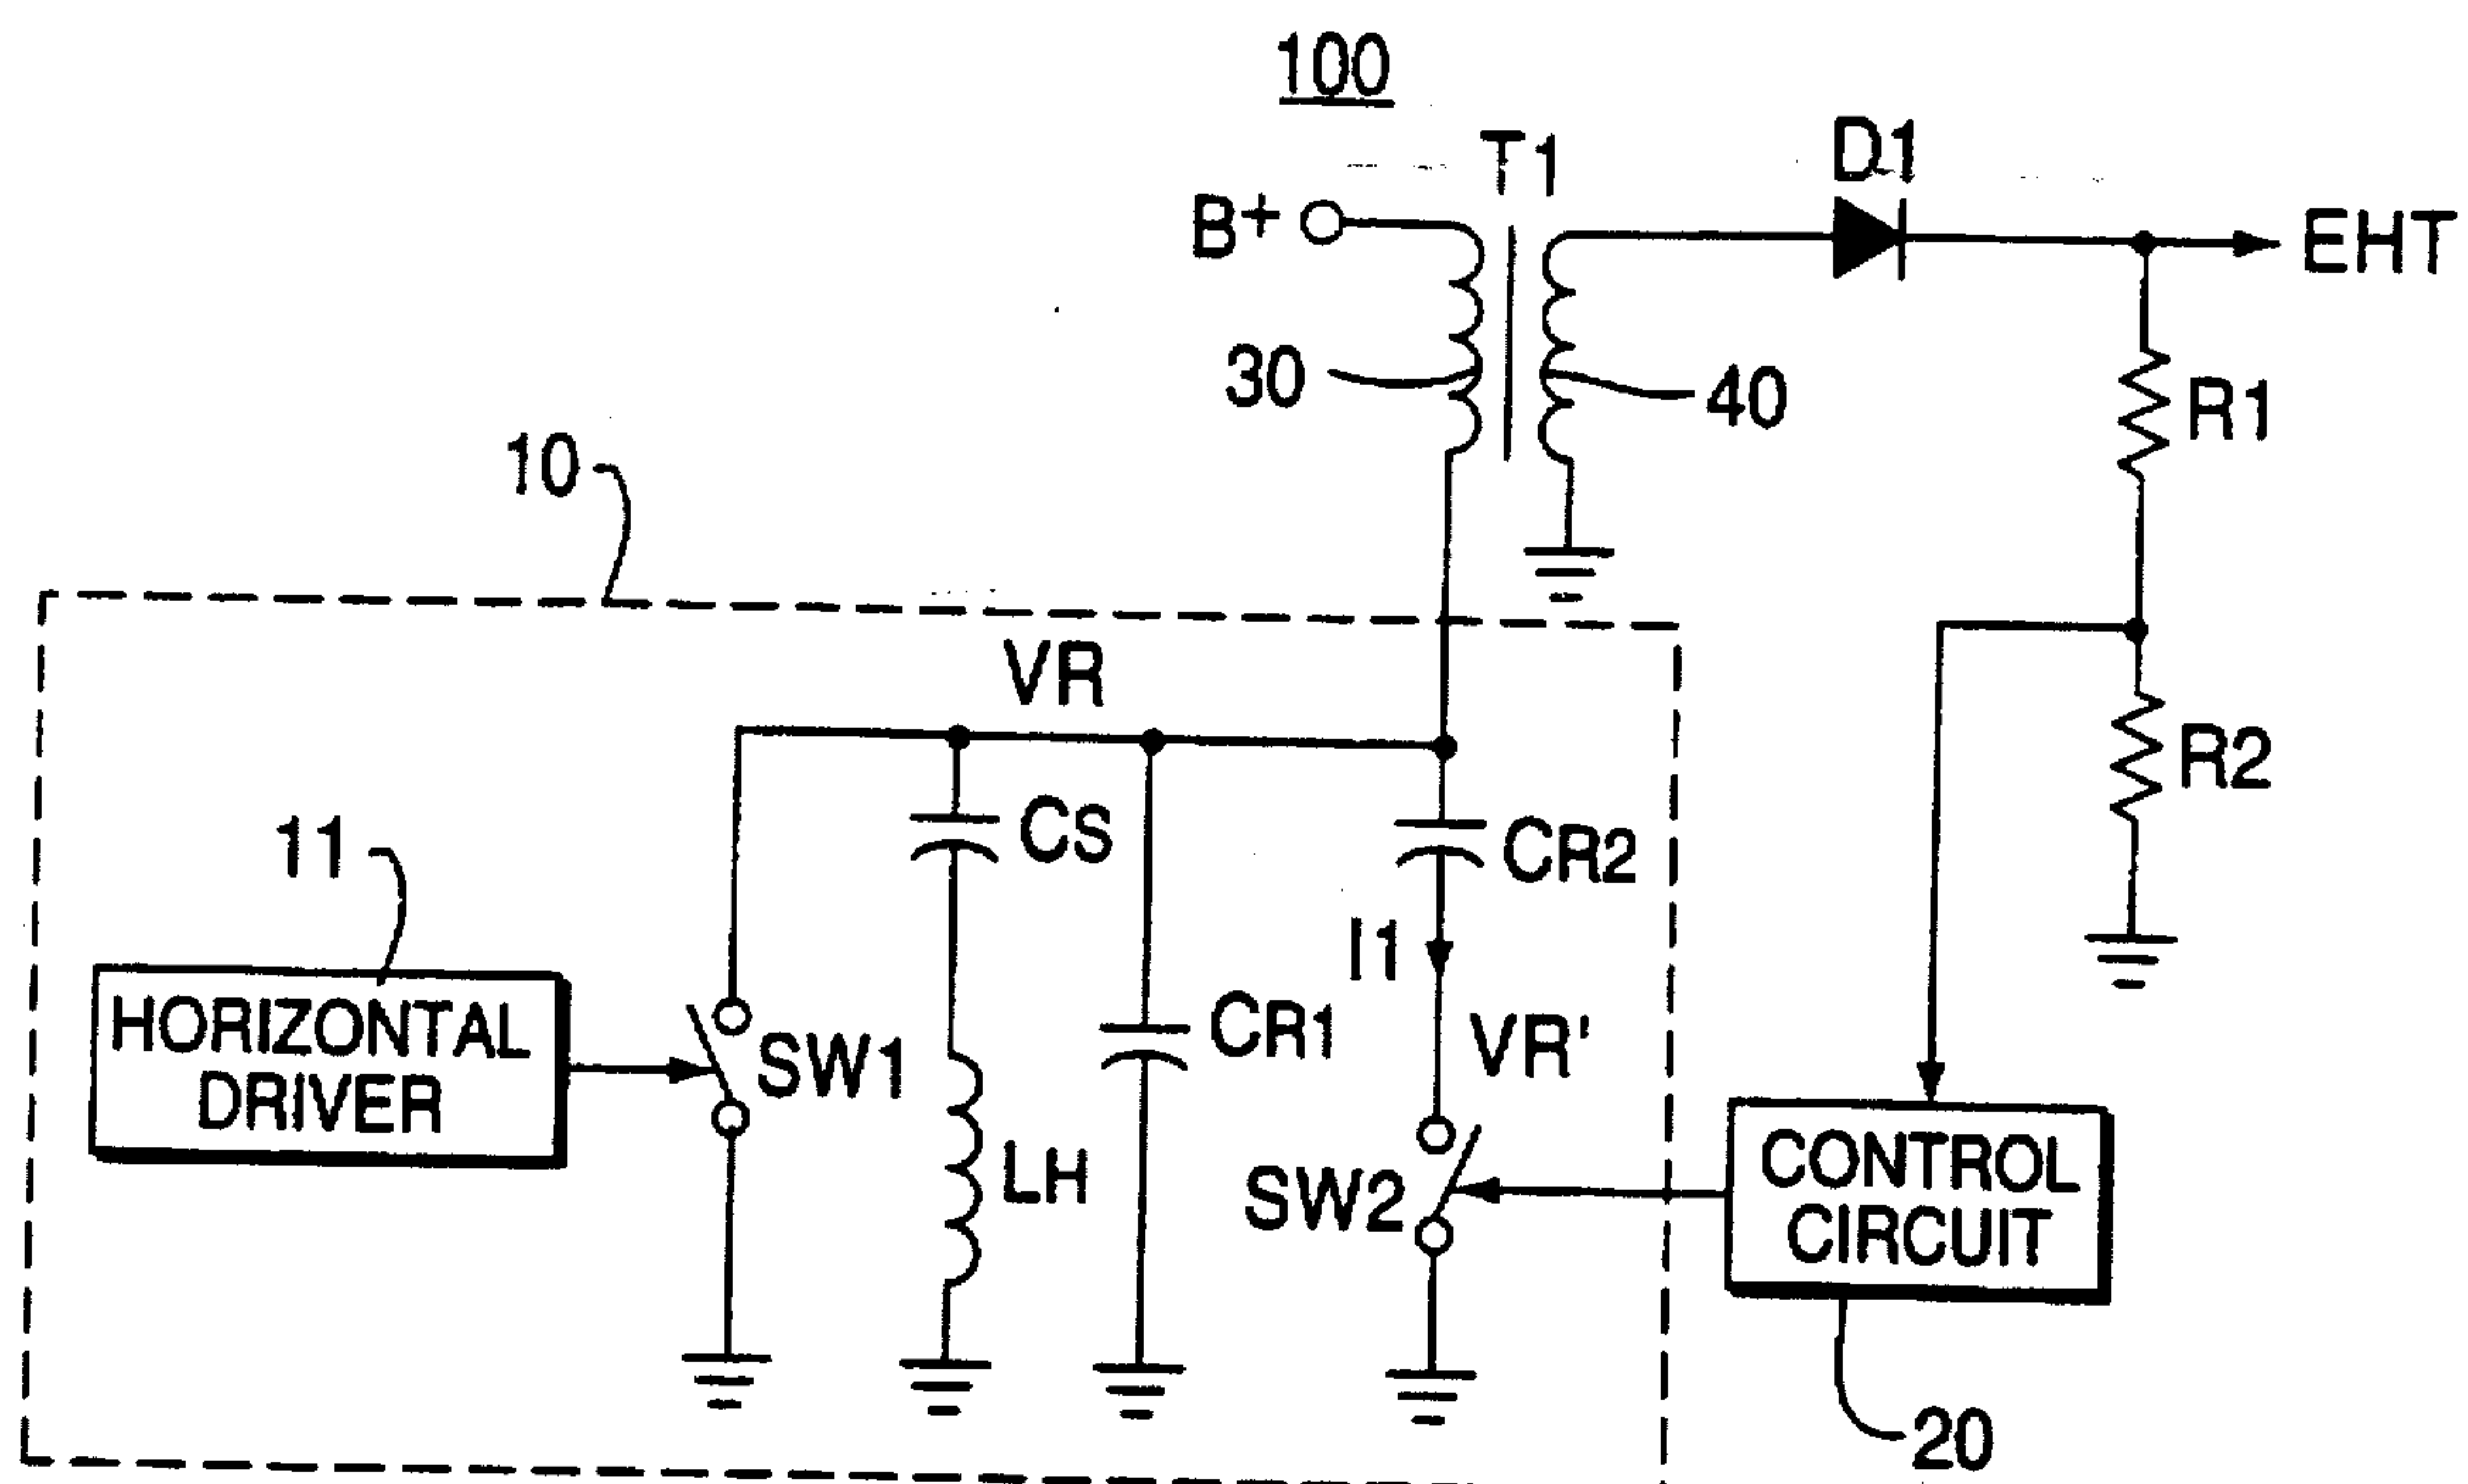 100
T1
D1
B+
EHT
30
40
R1
10
VR
R2
CS
CR2
11
I1
HORIZONTAL
DRIVER
SW1
CR1
VR'
LH
SW2
CONTROL
CIRCUIT
20